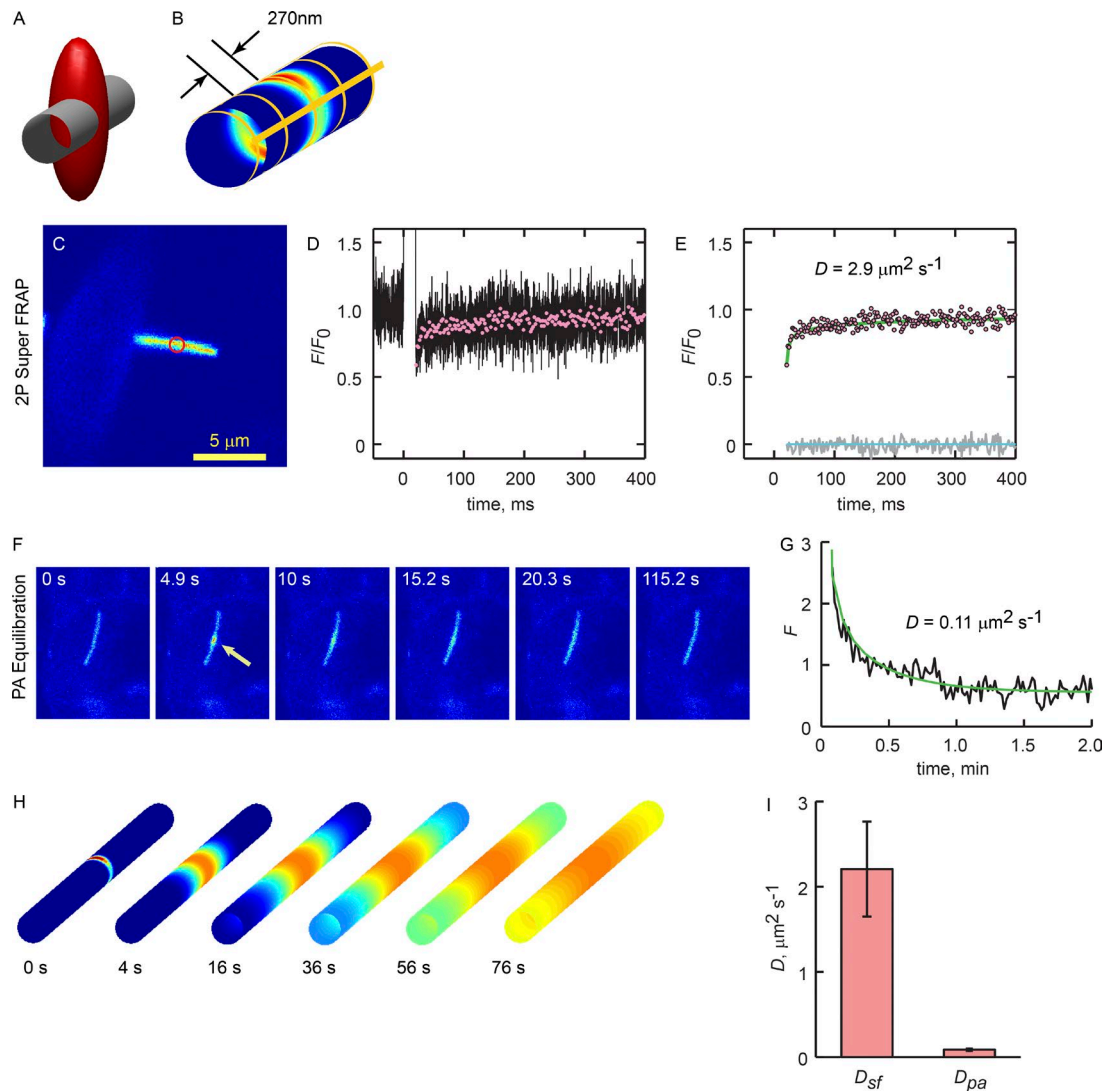 A
B
270nm
2P Super FRAP
C
5 μm
D
1.5
1.0
0.5
0
F/F0
0 100 200 300 400
time, ms
E
D = 2.9 μm² s⁻¹
1.5
1.0
0.5
0
F/F0
0 100 200 300 400
time, ms
PA Equilibration
F
0 s
4.9 s
10 s
15.2 s
20.3 s
115.2 s
G
3
2
1
0
F
D = 0.11 μm² s⁻¹
0 0.5 1.0 1.5 2.0
time, min
H
0 s
4 s
16 s
36 s
56 s
76 s
I
3
2
1
0
D, μm² s⁻¹
Dsf
Dpa